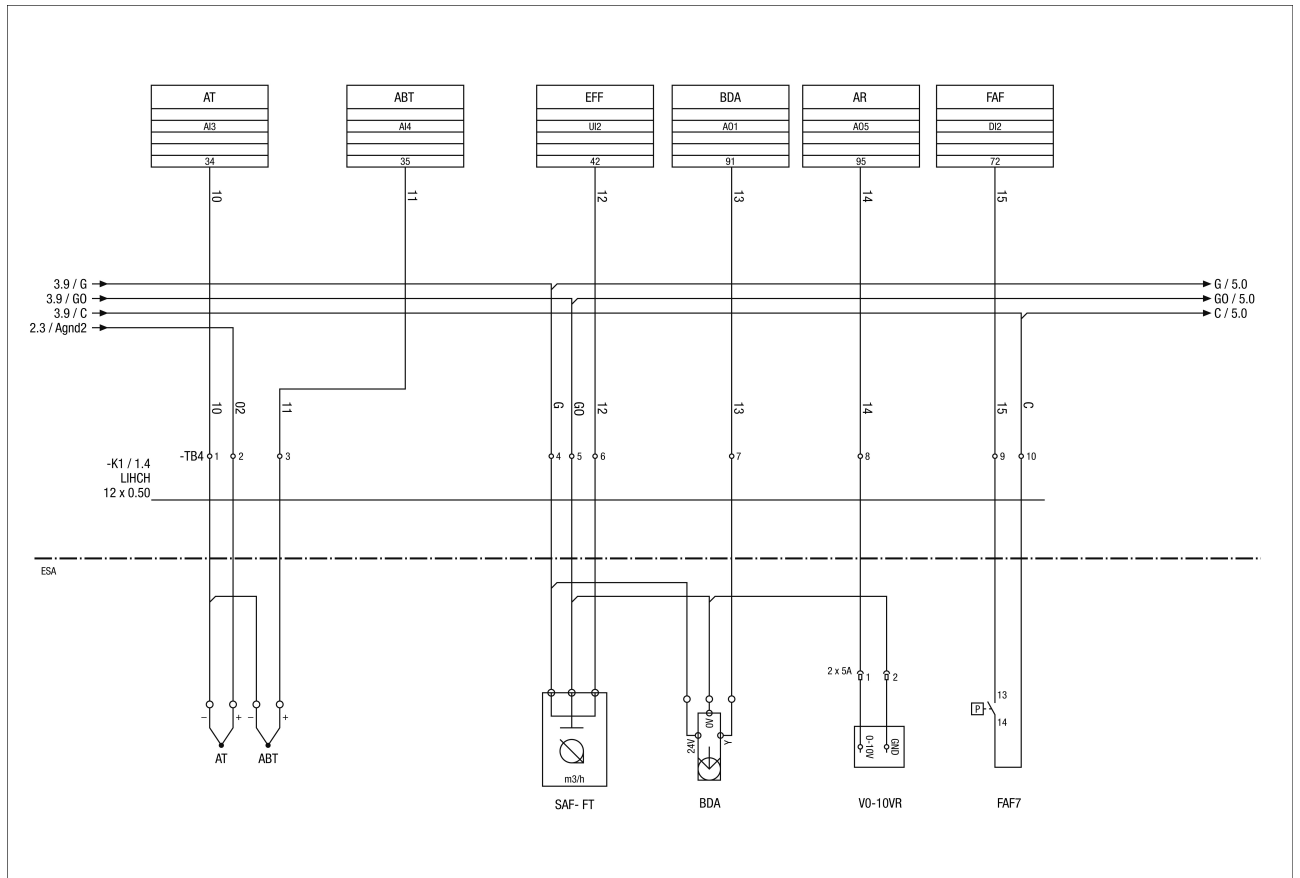 AT ABT EFF BDA AR FAF
AI3 AI4 UI2 AO1 AO5 DI2
34 35 42 91 95 72
10 11 12 13 14 15
3.9 / G G / 5.0
3.9 / GO GO / 5.0
3.9 / C C / 5.0
2.3 / Agnd2
10 02 11 G GO 12 13 14 15 C
-TB4 1 2 3 4 5 6 7 8 9 10
-K1 / 1.4
LIHCH
12 x 0.50
ESA
2 x 5A 1 2
13
P
14
– + – +
24V 0V Y
0-10V GND
AT ABT
m3/h
SAF- FT BDA V0-10VR FAF7